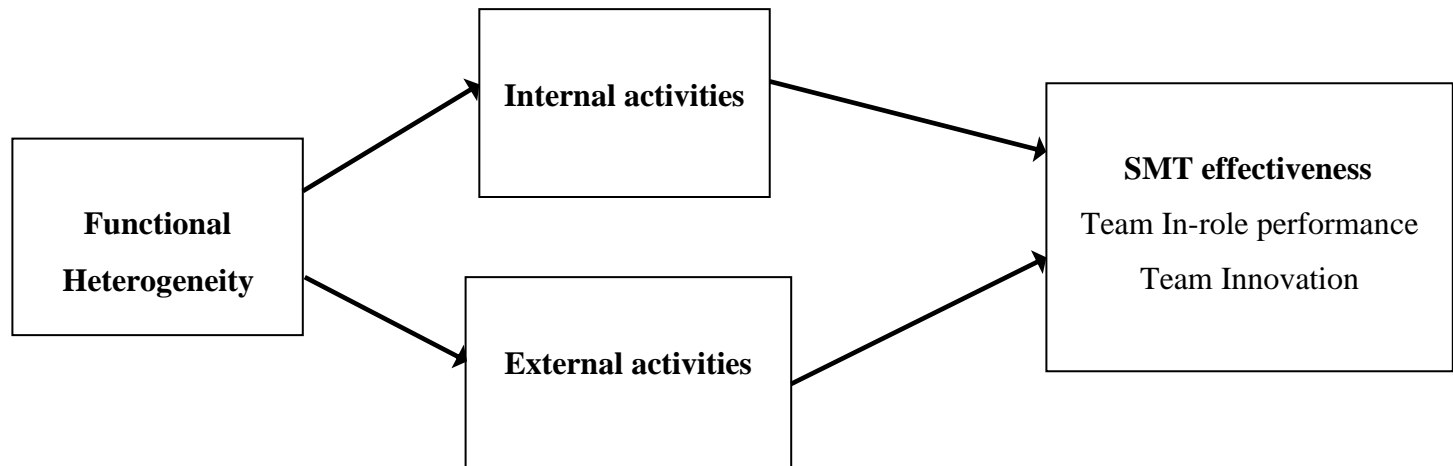 Functional
Heterogeneity
Internal activities
External activities
SMT effectiveness
Team In-role performance
Team Innovation